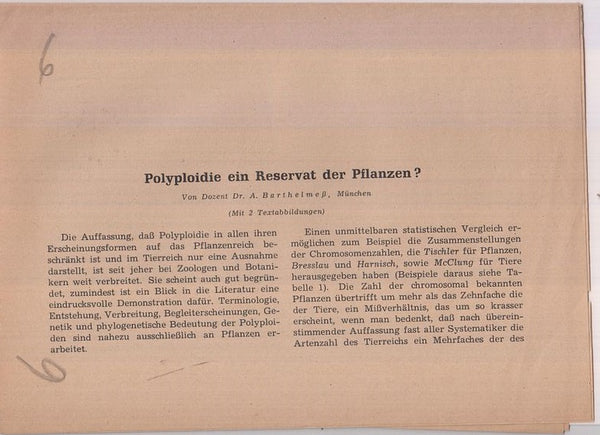 6
Polyploidie ein Reservat der Pflanzen?
Von Dozent Dr. A. Barthelmeß, München
(Mit 2 Textabbildungen)
Die Auffassung, daß Polyploidie in allen ihren
Erscheinungsformen auf das Pflanzenreich be-
schränkt ist und im Tierreich nur eine Ausnahme
darstellt, ist seit jeher bei Zoologen und Botani-
kern weit verbreitet. Sie scheint auch gut begrün-
det, zumindest ist ein Blick in die Literatur eine
eindrucksvolle Demonstration dafür. Terminologie,
Entstehung, Verbreitung, Begleiterscheinungen, Ge-
netik und phylogenetische Bedeutung der Polyploi-
den sind nahezu ausschließlich an Pflanzen er-
arbeitet.
Einen unmittelbaren statistischen Vergleich er-
möglichen zum Beispiel die Zusammenstellungen
der Chromosomenzahlen, die Tischler für Pflanzen,
Bresslau und Harnisch, sowie McClung für Tiere
herausgegeben haben (Beispiele daraus siehe Ta-
belle 1). Die Zahl der chromosomal bekannten
Pflanzen übertrifft um mehr als das Zehnfache die
der Tiere, ein Mißverhältnis, das um so krasser
erscheint, wenn man bedenkt, daß nach überein-
stimmender Auffassung fast aller Systematiker die
Artenzahl des Tierreichs ein Mehrfaches der des
6